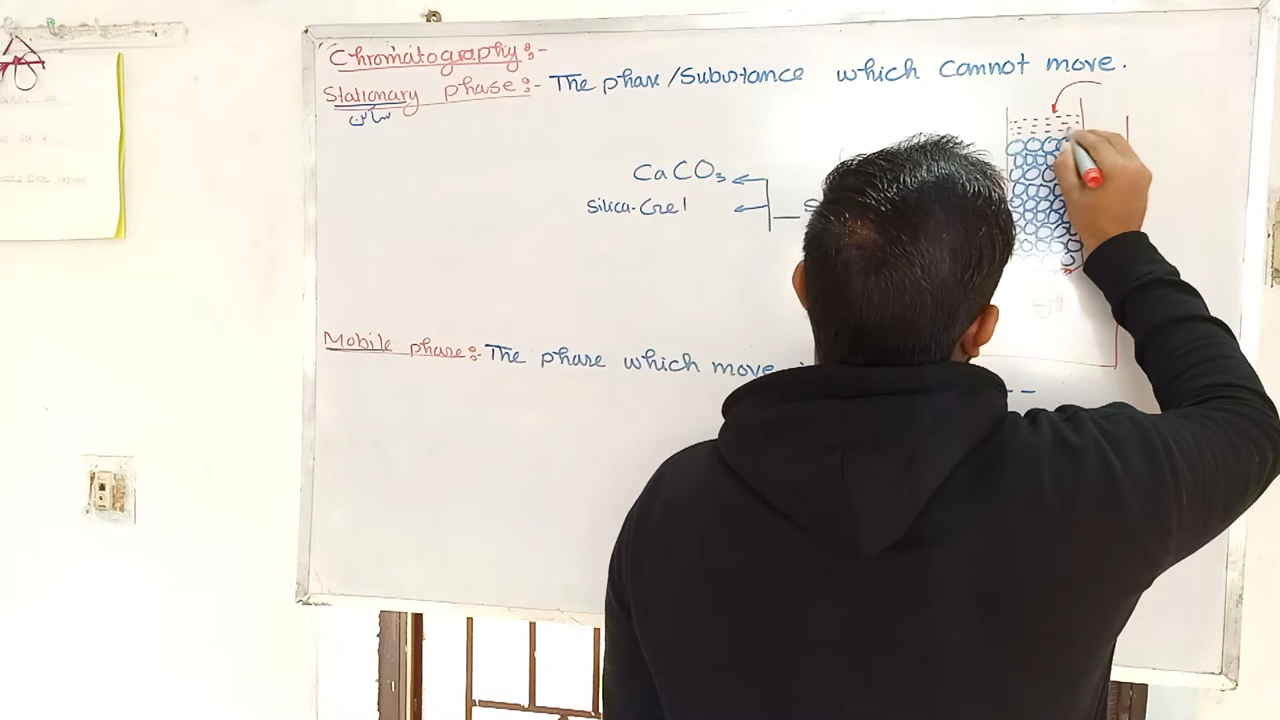 Chromatography:-
Stationary phase:- The phase/Substance which cannot move.
ساکن
CaCO₃
Silica-Gel
Mobile phase:- The phase which move